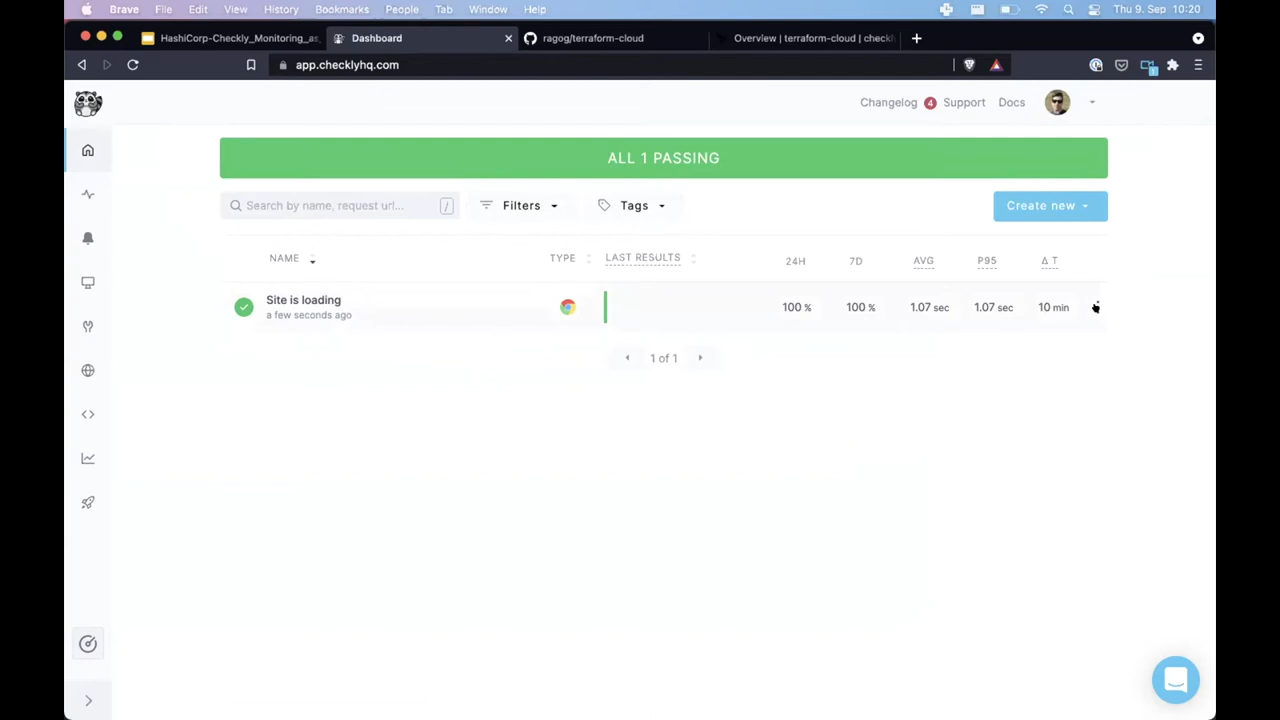 Brave File Edit View History Bookmarks People Tab Window Help Thu 9. Sep 10:20
HashiCorp-Checkly_Monitoring_as Dashboard ragog/terraform-cloud Overview | terraform-cloud | checkl
app.checklyhq.com
Changelog 4 Support Docs
ALL 1 PASSING
Search by name, request url... / Filters Tags Create new
NAME TYPE LAST RESULTS 24H 7D AVG P95 Δ T
Site is loading
a few seconds ago
100 % 100 % 1.07 sec 1.07 sec 10 min
1 of 1